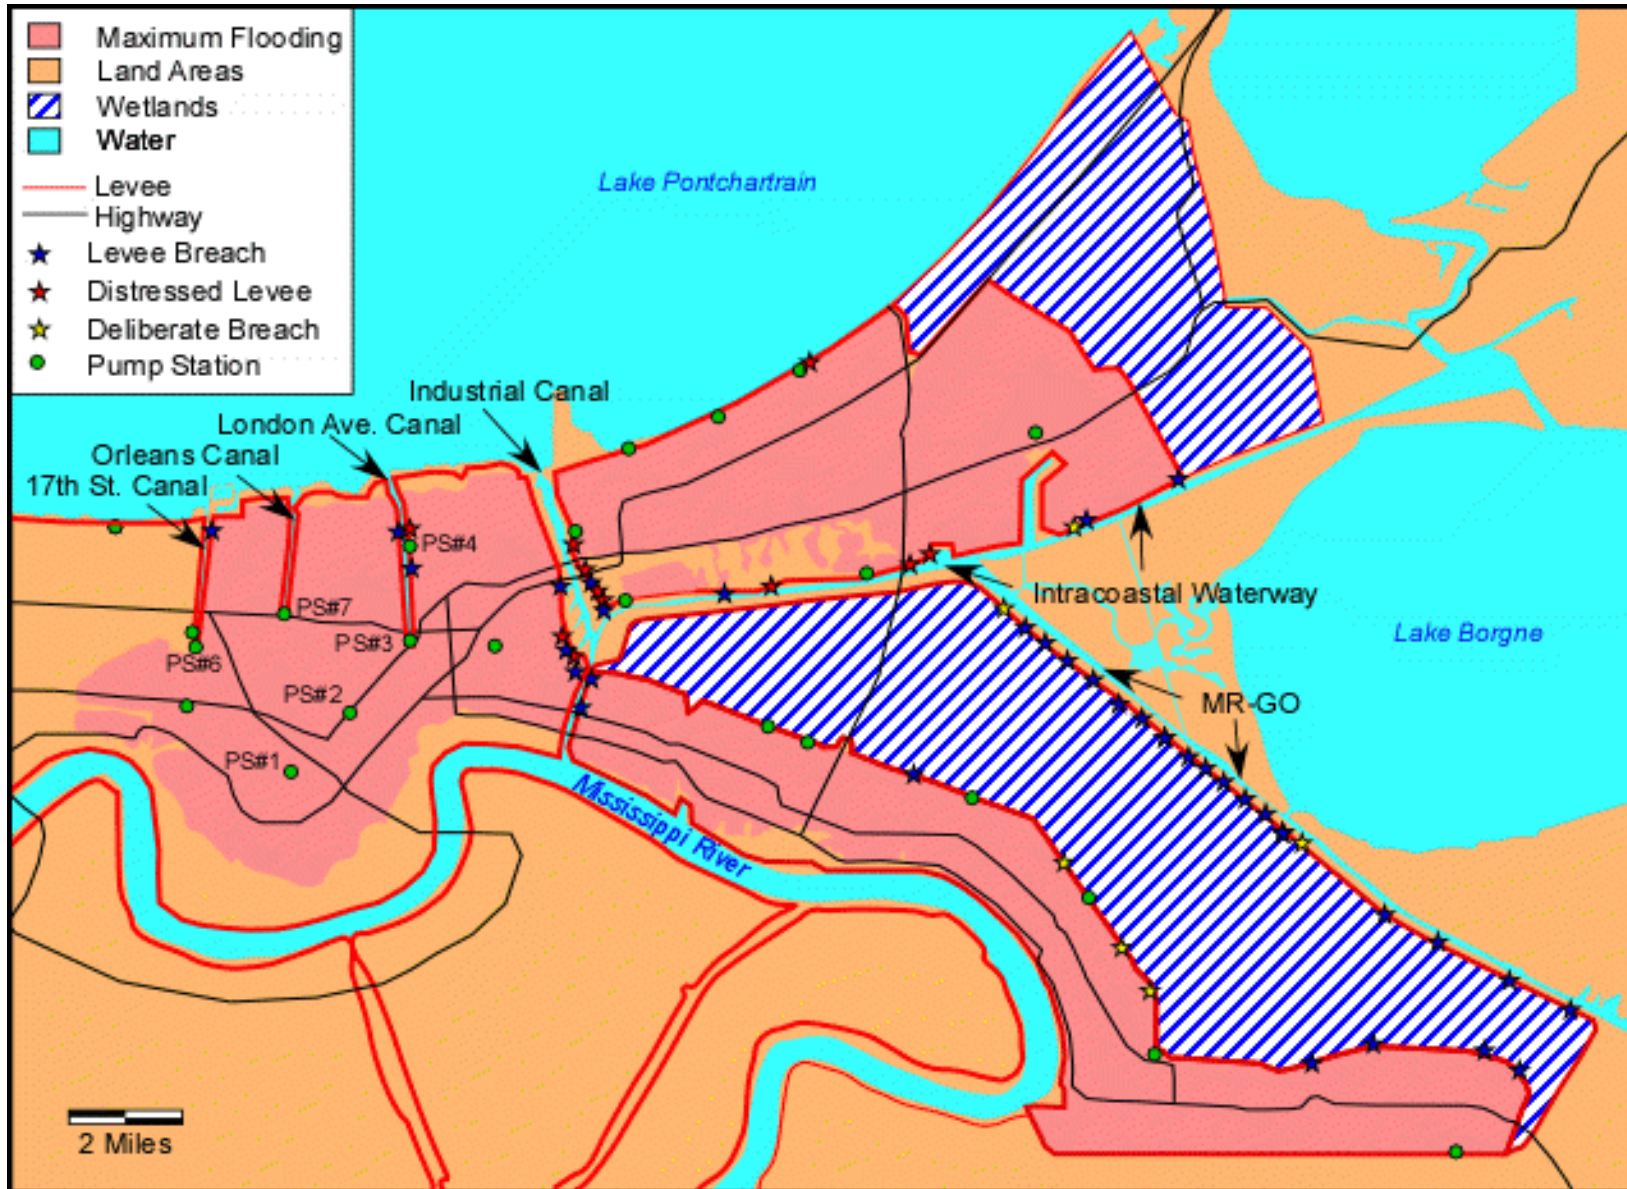 Maximum Flooding
Land Areas
Wetlands
Water
Levee
Highway
Levee Breach
Distressed Levee
Deliberate Breach
Pump Station
Lake Pontchartrain
Industrial Canal
London Ave. Canal
Orleans Canal
17th St. Canal
PS#4
Intracoastal Waterway
PS#7
Lake Borgne
PS#3
PS#6
PS#2
MR-GO
PS#1
Mississippi River
2 Miles